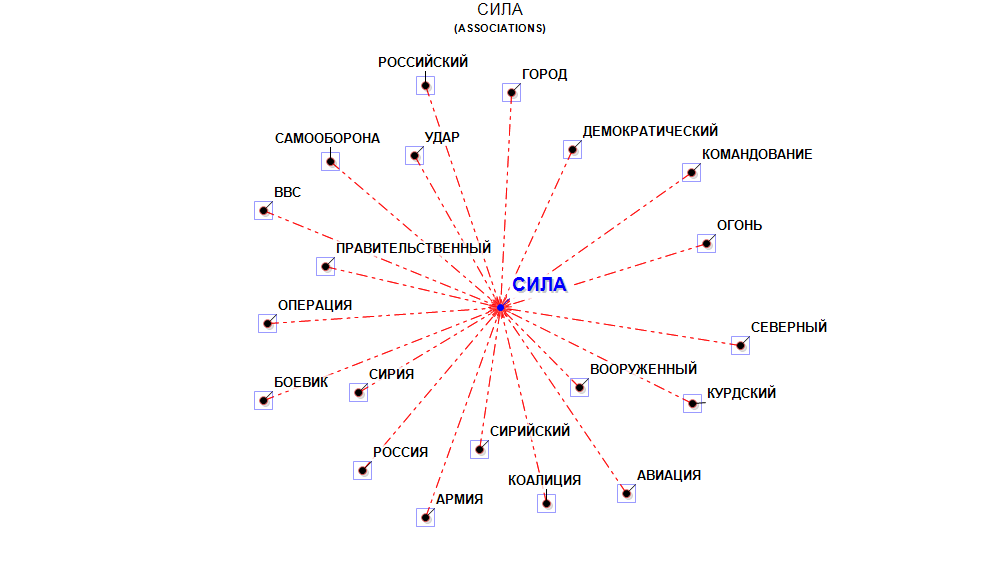 СИЛА
(ASSOCIATIONS)
РОССИЙСКИЙ
ГОРОД
ДЕМОКРАТИЧЕСКИЙ
САМООБОРОНА
УДАР
КОМАНДОВАНИЕ
ВВС
ОГОНЬ
ПРАВИТЕЛЬСТВЕННЫЙ
СИЛА
ОПЕРАЦИЯ
СЕВЕРНЫЙ
ВООРУЖЕННЫЙ
СИРИЯ
БОЕВИК
КУРДСКИЙ
СИРИЙСКИЙ
РОССИЯ
АВИАЦИЯ
КОАЛИЦИЯ
АРМИЯ